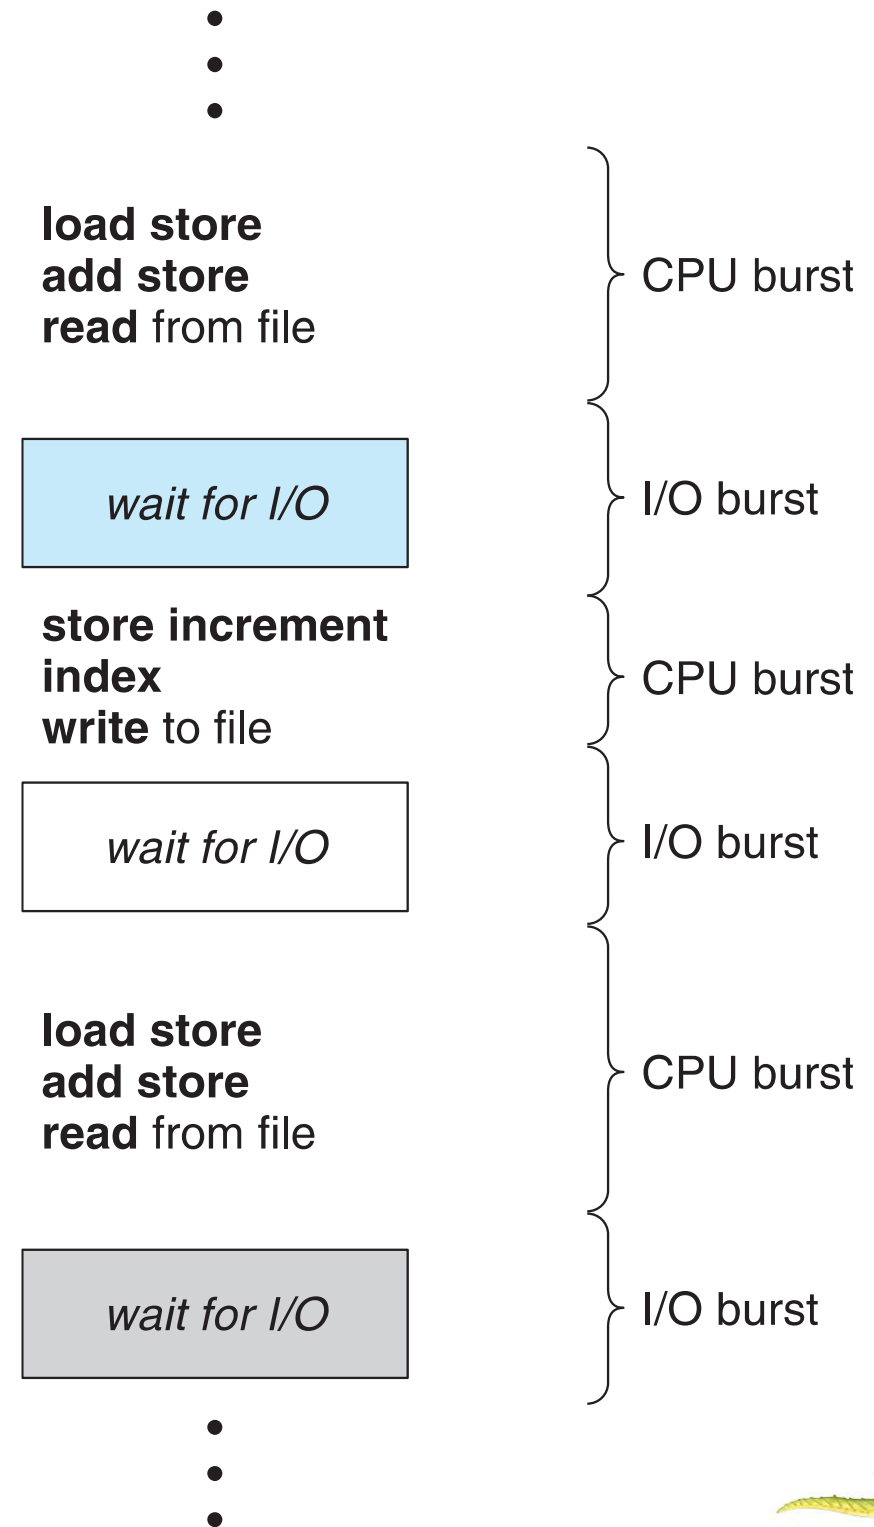 load store
add store
read from file
CPU burst
wait for I/O
I/O burst
store increment
index
write to file
CPU burst
wait for I/O
I/O burst
load store
add store
read from file
CPU burst
wait for I/O
I/O burst